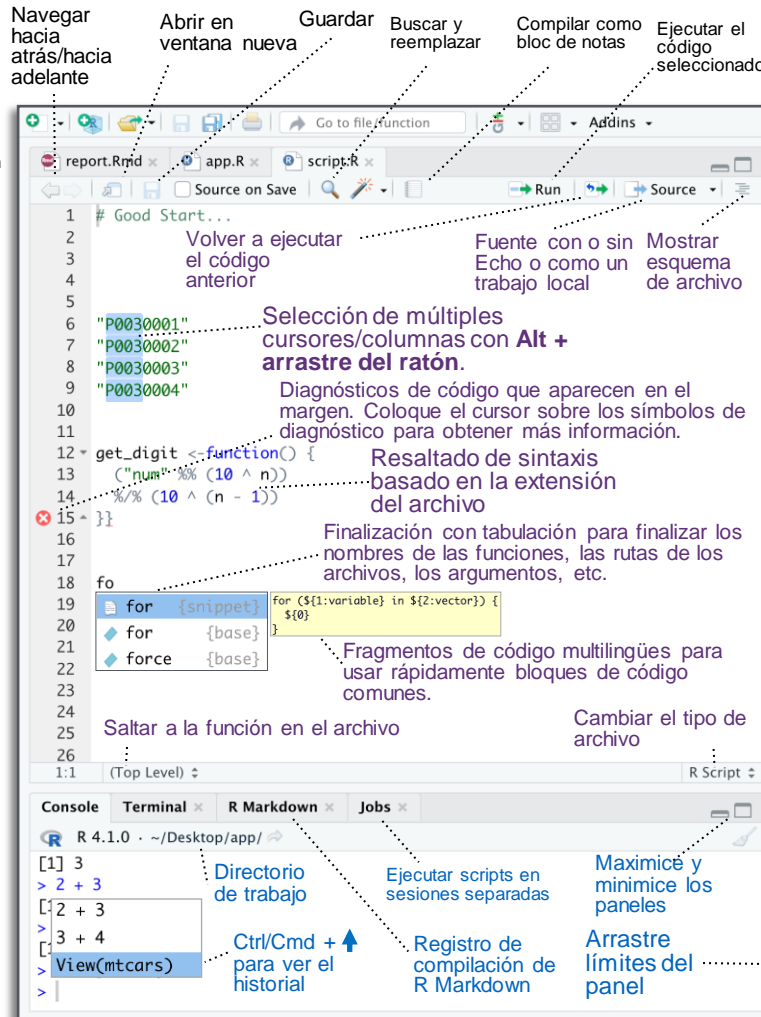 Navegar
hacia
atrás/hacia
adelante
Abrir en
ventana nueva
Guardar
Buscar y
reemplazar
Compilar como
bloc de notas
Ejecutar el
código
seleccionado
Go to file/function
Addins
report.Rmd × app.R × script.R ×
Source on Save Run Source
1 # Good Start...
2 Volver a ejecutar
3 el código
4 anterior
Fuente con o sin
Echo o como un
trabajo local
Mostrar
esquema
de archivo
5
6 "P0030001"
7 "P0030002"
8 "P0030003"
9 "P0030004"
Selección de múltiples
cursores/columnas con Alt +
arrastre del ratón.
10
11
Diagnósticos de código que aparecen en el
margen. Coloque el cursor sobre los símbolos de
diagnóstico para obtener más información.
12 get_digit <-function() {
13 ("num" %% (10 ^ n))
14 %/% (10 ^ (n - 1))
15 }}
Resaltado de sintaxis
basado en la extensión
del archivo
16
17
Finalización con tabulación para finalizar los
nombres de las funciones, las rutas de los
archivos, los argumentos, etc.
18 fo
19 for {snippet}
20 for {base}
21 force {base}
for (${1:variable} in ${2:vector}) {
${0}
}
22
23
Fragmentos de código multilingües para
usar rápidamente bloques de código
comunes.
24
25 Saltar a la función en el archivo
26
Cambiar el tipo de
archivo
1:1 (Top Level) R Script
Console Terminal × R Markdown × Jobs ×
R R 4.1.0 · ~/Desktop/app/
[1] 3
> 2 + 3
[1
2 + 3
>
3 + 4
[1
> View(mtcars)
>
Directorio
de trabajo
Ejecutar scripts en
sesiones separadas
Maximice y
minimice los
paneles
Ctrl/Cmd +
para ver el
historial
Registro de
compilación de
R Markdown
Arrastre
límites del
panel